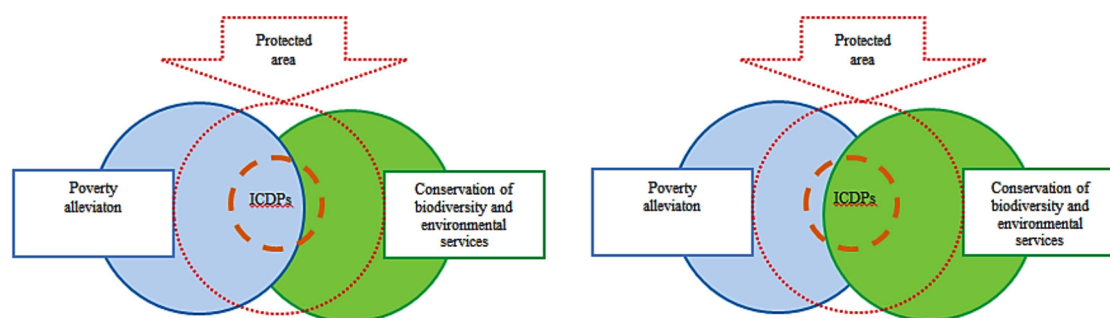 Protected
area
Poverty
alleviaton
ICDPs
Conservation of
biodiversity and
environmental
services
Protected
area
Poverty
alleviaton
ICDPs
Conservation of
biodiversity and
environmental
services